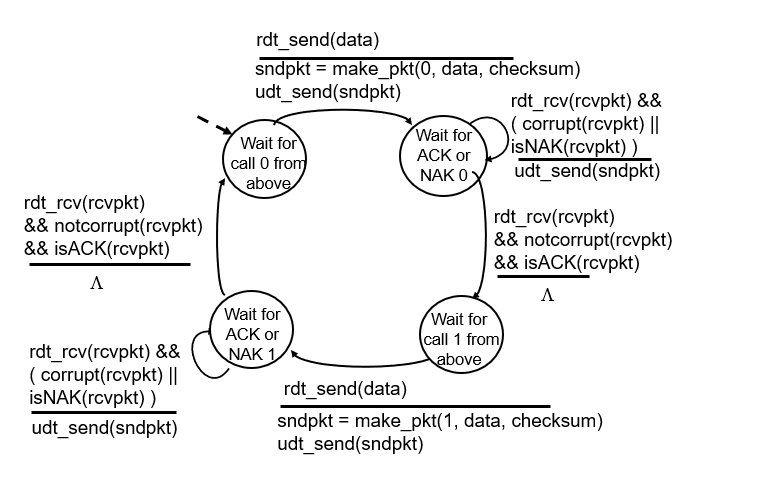 rdt_send(data)
sndpkt = make_pkt(0, data, checksum)
udt_send(sndpkt)
Wait for
call 0 from
above
Wait for
ACK or
NAK 0
rdt_rcv(rcvpkt) &&
( corrupt(rcvpkt) ||
isNAK(rcvpkt) )
udt_send(sndpkt)
rdt_rcv(rcvpkt)
&& notcorrupt(rcvpkt)
&& isACK(rcvpkt)
Λ
rdt_rcv(rcvpkt)
&& notcorrupt(rcvpkt)
&& isACK(rcvpkt)
Λ
Wait for
ACK or
NAK 1
Wait for
call 1 from
above
rdt_rcv(rcvpkt) &&
( corrupt(rcvpkt) ||
isNAK(rcvpkt) )
udt_send(sndpkt)
rdt_send(data)
sndpkt = make_pkt(1, data, checksum)
udt_send(sndpkt)